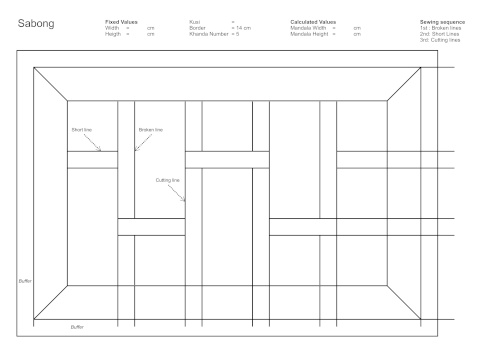 Sabong
Fixed Values
Width = cm
Heigth = cm
Kusi =
Border = 14 cm
Khanda Number = 5
Calculated Values
Mandala Width = cm
Mandala Height = cm
Sewing sequence
1st : Broken lines
2nd: Short Lines
3rd: Cutting lines
Short line
Broken line
Cutting line
Buffer
Buffer